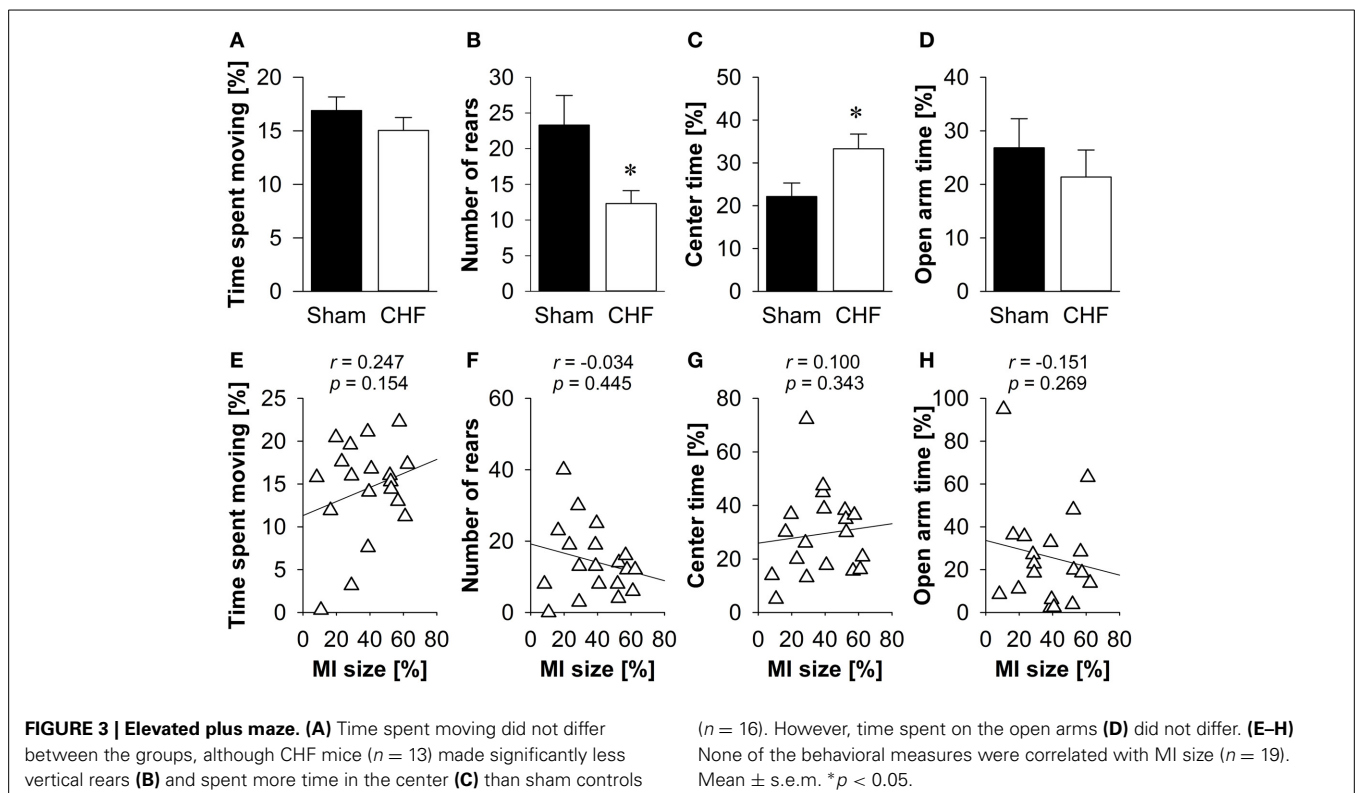 A
Time spent moving [%]
20
15
10
5
0
Sham CHF
B
Number of rears
30
25
20
15
10
5
0
*
Sham CHF
C
Center time [%]
50
40
30
20
10
0
*
Sham CHF
D
Open arm time [%]
40
30
20
10
0
Sham CHF
E
r = 0.247
p = 0.154
Time spent moving [%]
25
20
15
10
5
0
0 20 40 60 80
MI size [%]
F
r = -0.034
p = 0.445
Number of rears
60
40
20
0
0 20 40 60 80
MI size [%]
G
r = 0.100
p = 0.343
Center time [%]
80
60
40
20
0
0 20 40 60 80
MI size [%]
H
r = -0.151
p = 0.269
Open arm time [%]
100
80
60
40
20
0
0 20 40 60 80
MI size [%]
FIGURE 3 | Elevated plus maze. (A) Time spent moving did not differ
between the groups, although CHF mice (n = 13) made significantly less
vertical rears (B) and spent more time in the center (C) than sham controls
(n = 16). However, time spent on the open arms (D) did not differ. (E–H)
None of the behavioral measures were correlated with MI size (n = 19).
Mean ± s.e.m. *p < 0.05.